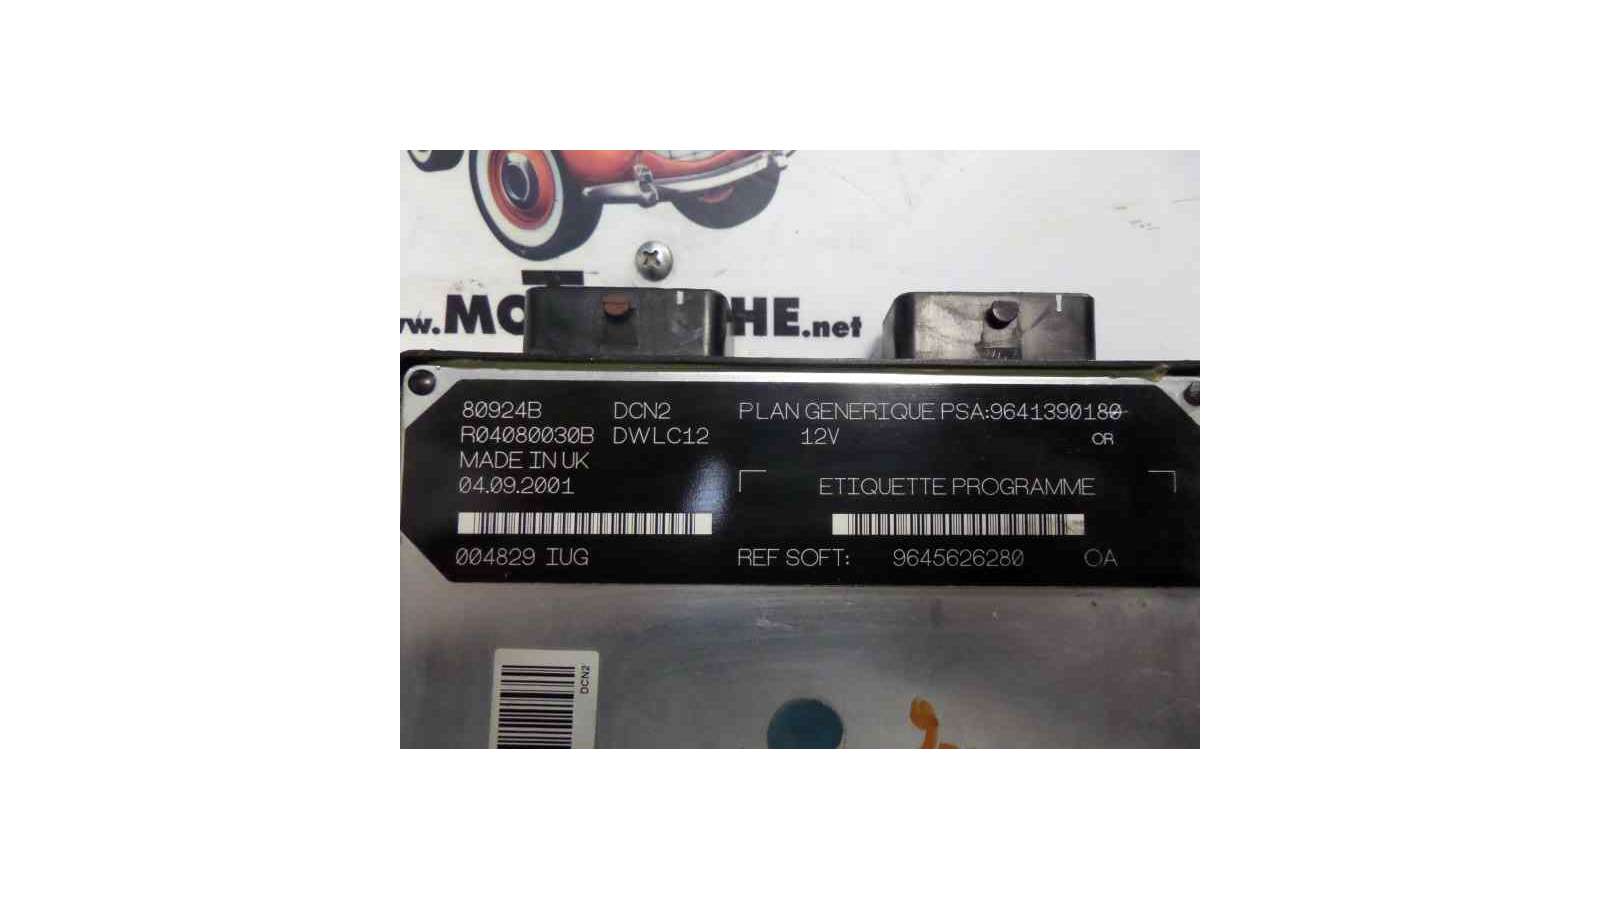 .net
80924B DCN2 PLAN GENERIQUE PSA:9641390180
R04080030B DWLC12 12V OR
MADE IN UK
04.09.2001 ETIQUETTE PROGRAMME
004829 IUG REF SOFT: 9645626280 OA
DCN2